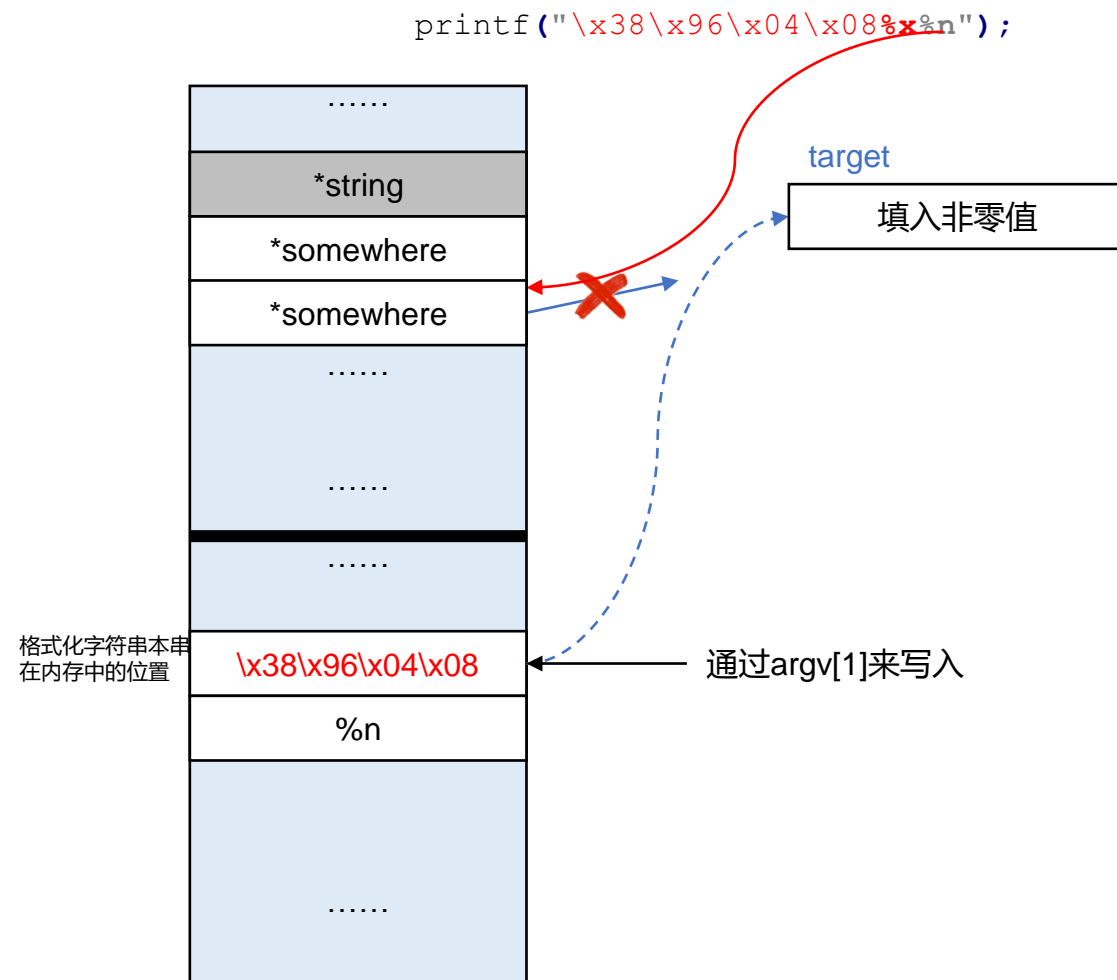 printf("\x38\x96\x04\x08%x%n");
……
target
*string
填入非零值
*somewhere
*somewhere
……
……
……
格式化字符串本串
在内存中的位置
\x38\x96\x04\x08
通过argv[1]来写入
%n
……